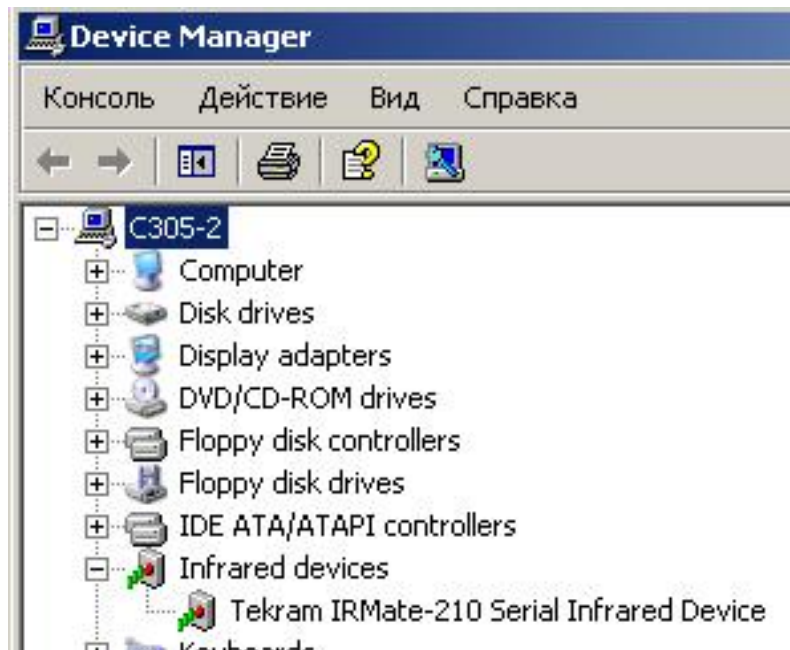 Device Manager
Консоль Действие Вид Справка
C305-2
Computer
Disk drives
Display adapters
DVD/CD-ROM drives
Floppy disk controllers
Floppy disk drives
IDE ATA/ATAPI controllers
Infrared devices
Tekram IRMate-210 Serial Infrared Device
Keyboards